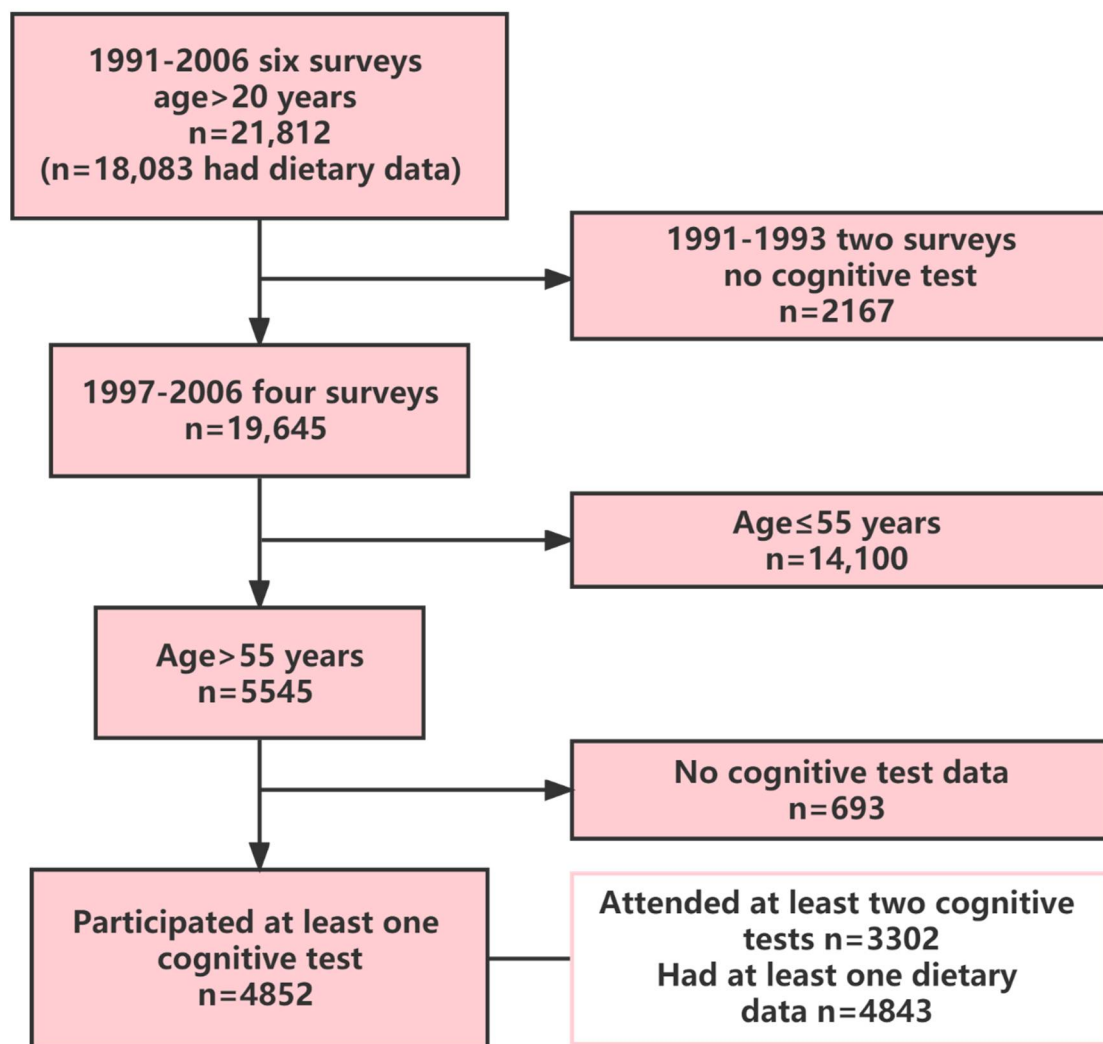 1991-2006 six surveys
age>20 years
n=21,812
(n=18,083 had dietary data)
1991-1993 two surveys
no cognitive test
n=2167
1997-2006 four surveys
n=19,645
Age≤55 years
n=14,100
Age>55 years
n=5545
No cognitive test data
n=693
Participated at least one
cognitive test
n=4852
Attended at least two cognitive
tests n=3302
Had at least one dietary
data n=4843